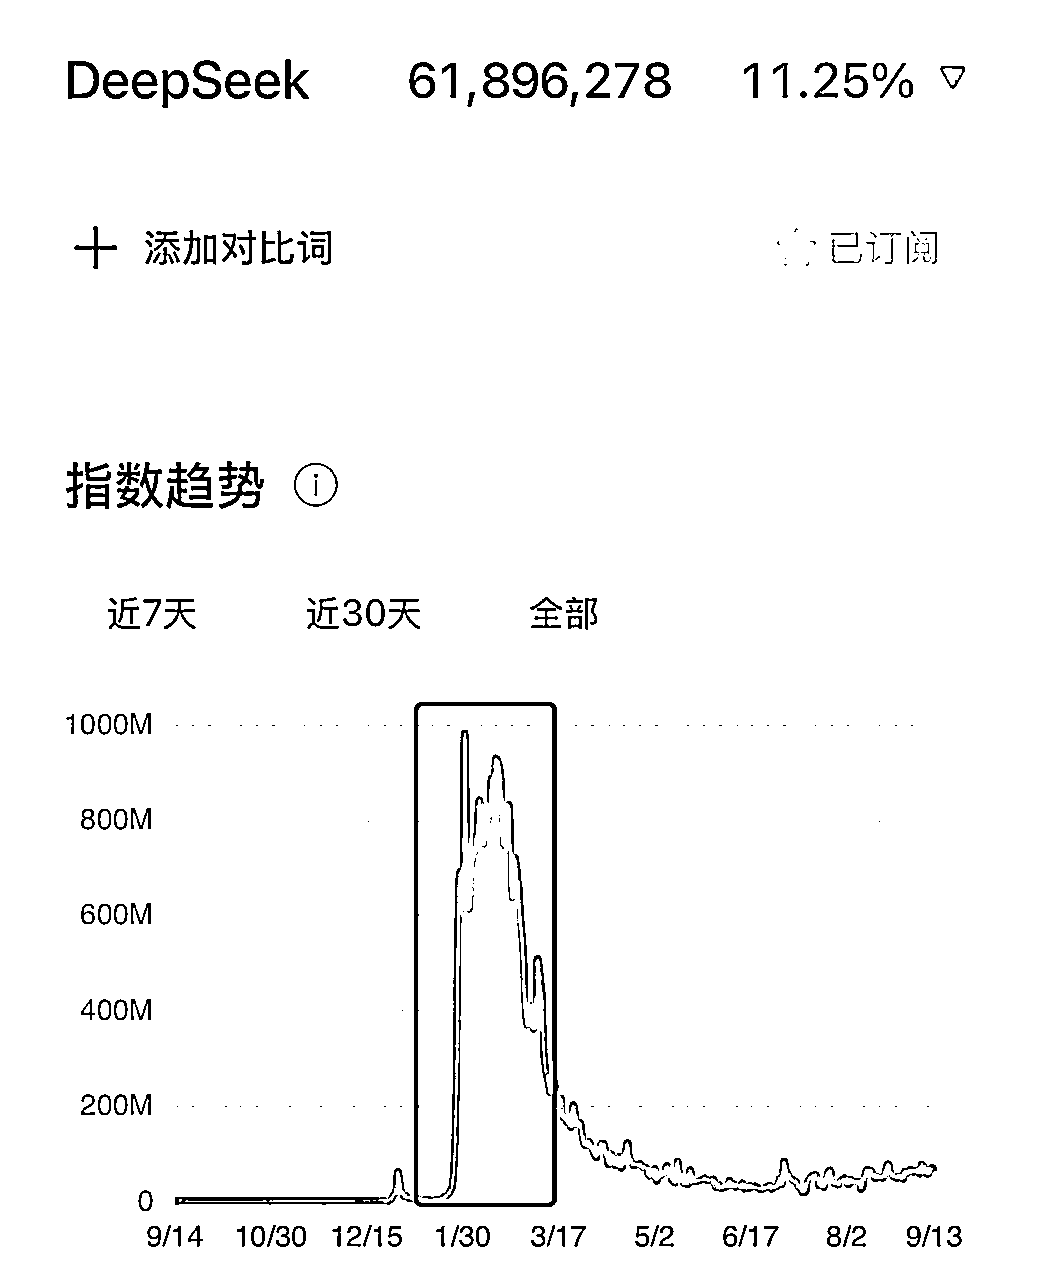 DeepSeek 61,896,278 11.25% ▽
添加对比词 已订阅
指数趋势
近7天 近30天 全部
1000M
800M
600M
400M
200M
0
9/14 10/30 12/15 1/30 3/17 5/2 6/17 8/2 9/13